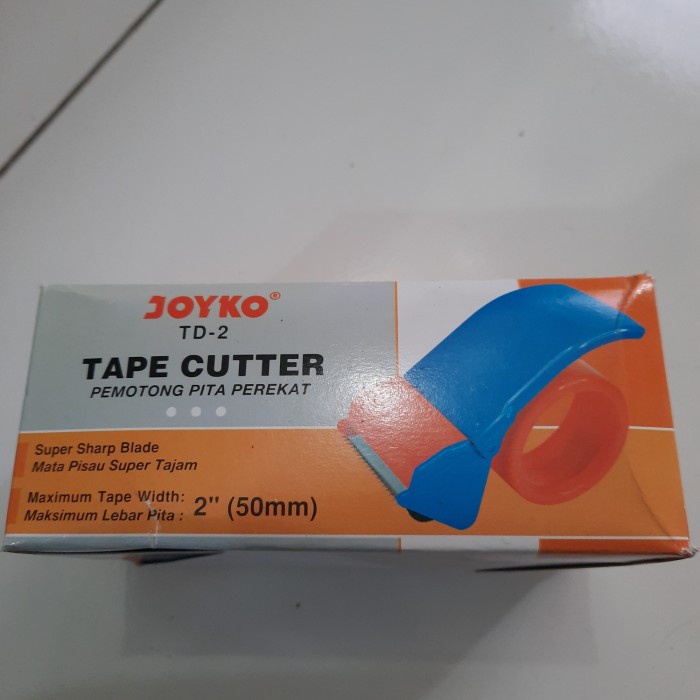 JOYKO®
TD-2
TAPE CUTTER
PEMOTONG PITA PEREKAT
Super Sharp Blade
Mata Pisau Super Tajam
Maximum Tape Width:
Maksimum Lebar Pita : 2" (50mm)